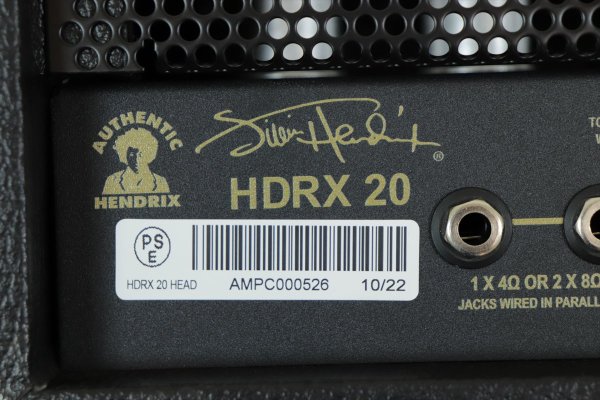 AUTHENTIC
HENDRIX
Jimi Hendrix ®
HDRX 20
PS
E
HDRX 20 HEAD
AMPC000526
10/22
1 X 4Ω OR 2 X 8Ω
JACKS WIRED IN PARALL
TO
W